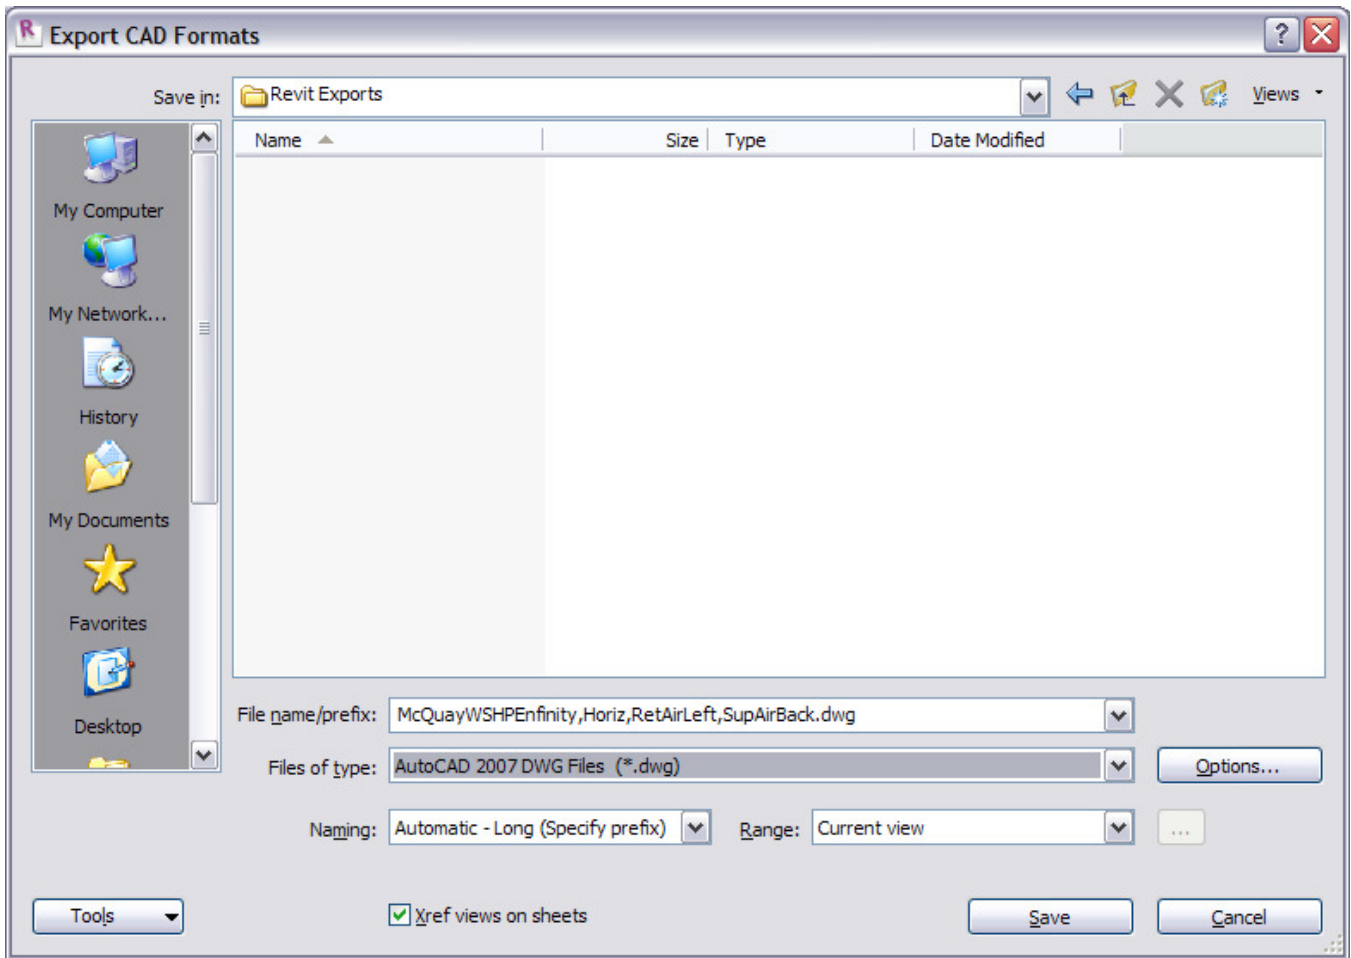 R Export CAD Formats
?
Save in: Revit Exports Views
Name Size Type Date Modified
My Computer
My Network...
History
My Documents
Favorites
Desktop
File name/prefix: McQuayWSHPEnfinity,Horiz,RetAirLeft,SupAirBack.dwg
Files of type: AutoCAD 2007 DWG Files (*.dwg) Options...
Naming: Automatic - Long (Specify prefix) Range: Current view ...
Tools Xref views on sheets Save Cancel